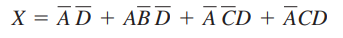 X = A̅ D̅ + AB̅ D̅ + A̅ C̅D + A̅CD